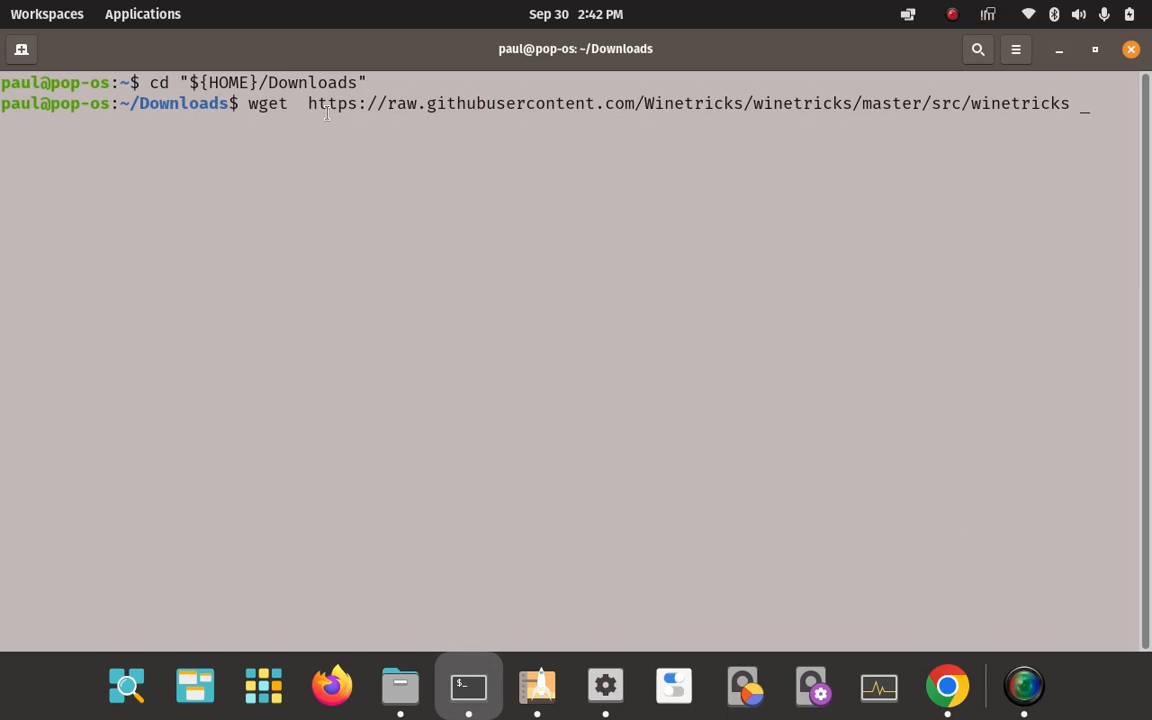 Workspaces Applications Sep 30 2:42 PM
paul@pop-os: ~/Downloads
paul@pop-os:~$ cd "${HOME}/Downloads"
paul@pop-os:~/Downloads$ wget  https://raw.githubusercontent.com/Winetricks/winetricks/master/src/winetricks _
$_